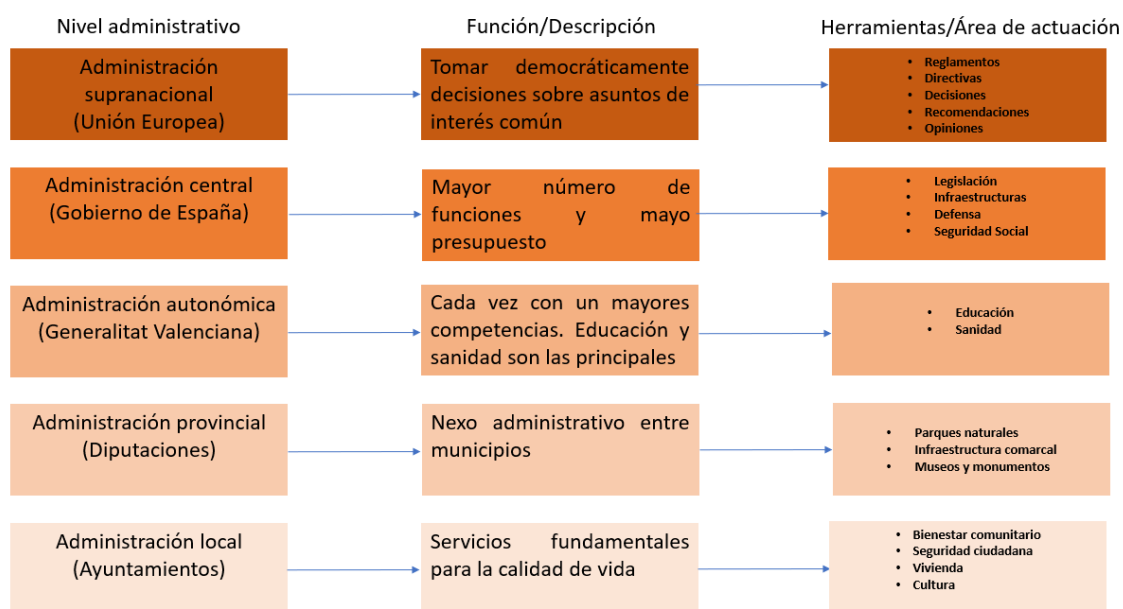 Nivel administrativo
Función/Descripción
Herramientas/Área de actuación
Administración
supranacional
(Unión Europea)
Tomar democráticamente
decisiones sobre asuntos de
interés común
• Reglamentos
• Directivas
• Decisiones
• Recomendaciones
• Opiniones
Administración central
(Gobierno de España)
Mayor número de
funciones y mayo
presupuesto
• Legislación
• Infraestructuras
• Defensa
• Seguridad Social
Administración autonómica
(Generalitat Valenciana)
Cada vez con un mayores
competencias. Educación y
sanidad son las principales
• Educación
• Sanidad
Administración provincial
(Diputaciones)
Nexo administrativo entre
municipios
• Parques naturales
• Infraestructura comarcal
• Museos y monumentos
Administración local
(Ayuntamientos)
Servicios fundamentales
para la calidad de vida
• Bienestar comunitario
• Seguridad ciudadana
• Vivienda
• Cultura